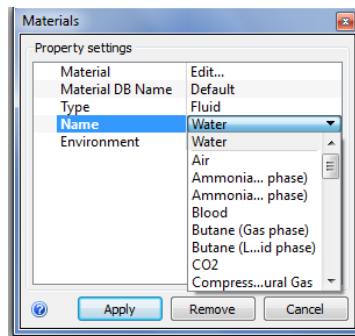 Materials
Property settings
Material Edit...
Material DB Name Default
Type Fluid
Name Water
Environment Water
Air
Ammonia... phase)
Ammonia... phase)
Blood
Butane (Gas phase)
Butane (L...id phase)
CO2
Compress...ural Gas
Apply Remove Cancel